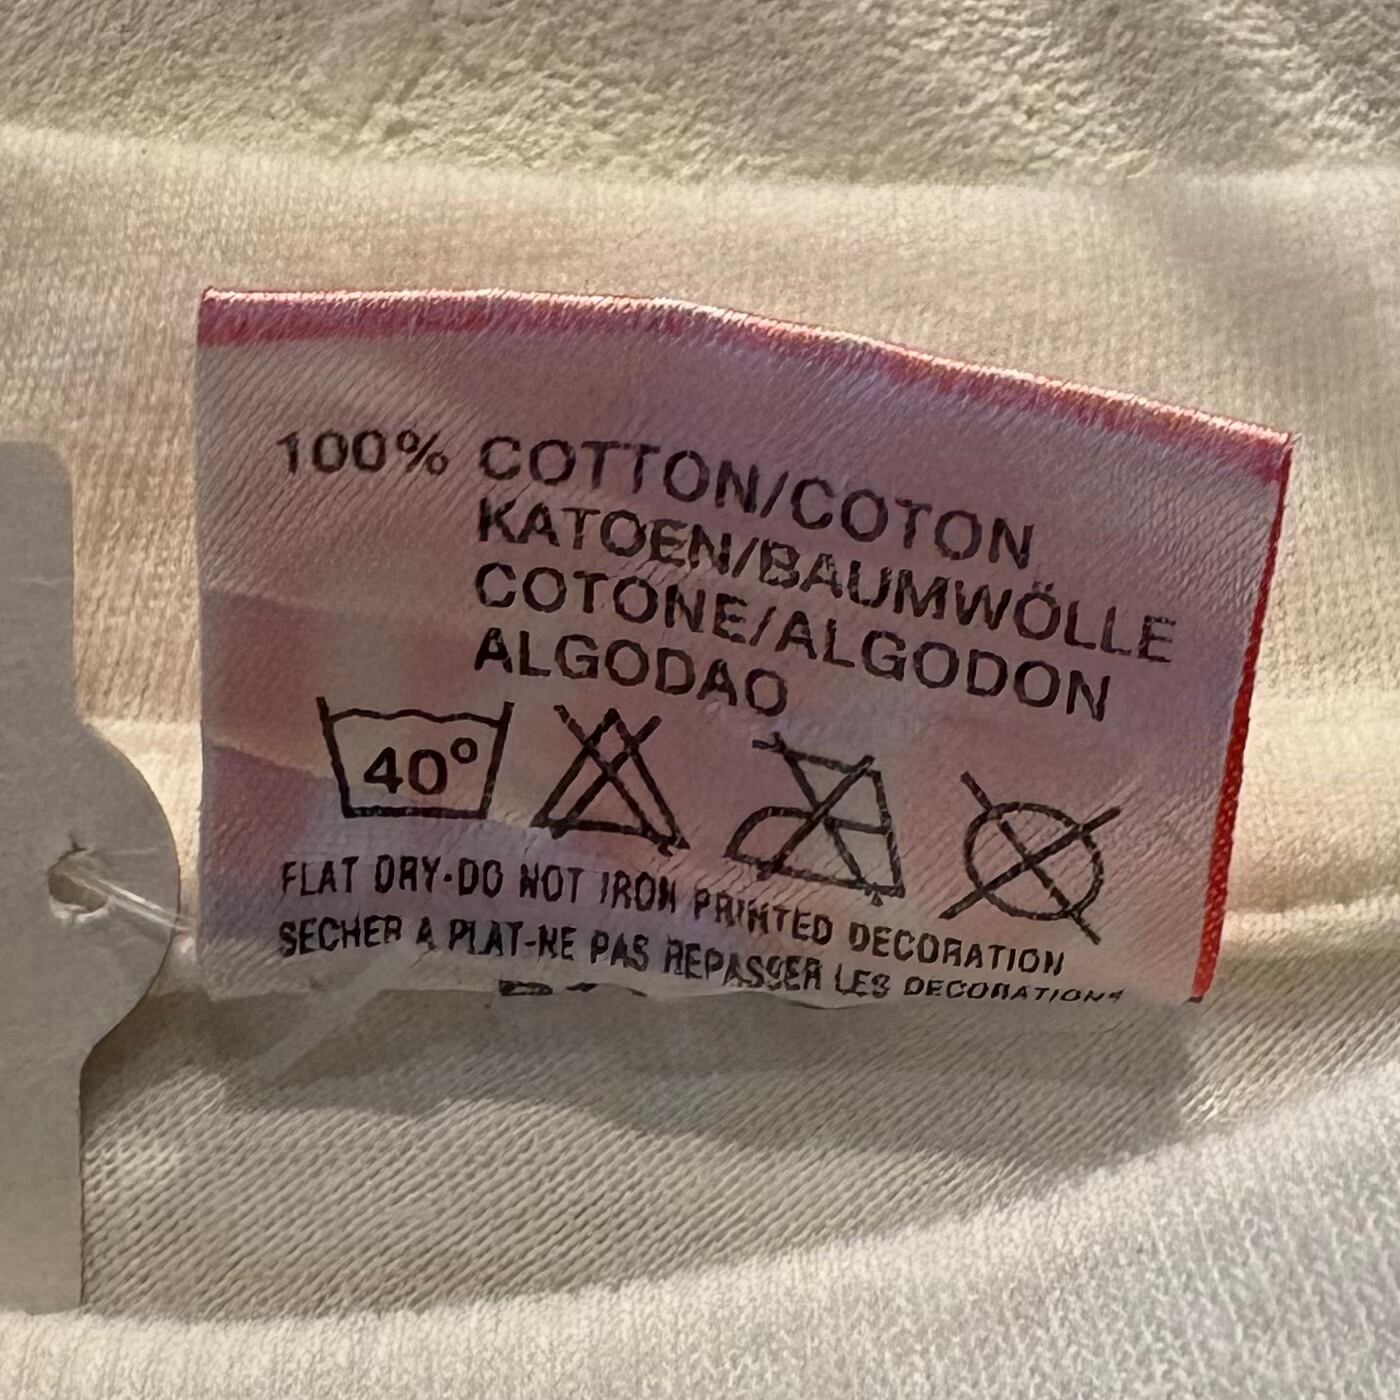 100% COTTON/COTON
KATOEN/BAUMWÖLLE
COTONE/ALGODON
ALGODAO
40°
FLAT DRY-DO NOT IRON PRINTED DECORATION
SECHER A PLAT-NE PAS REPASSER LES DECORATIONS